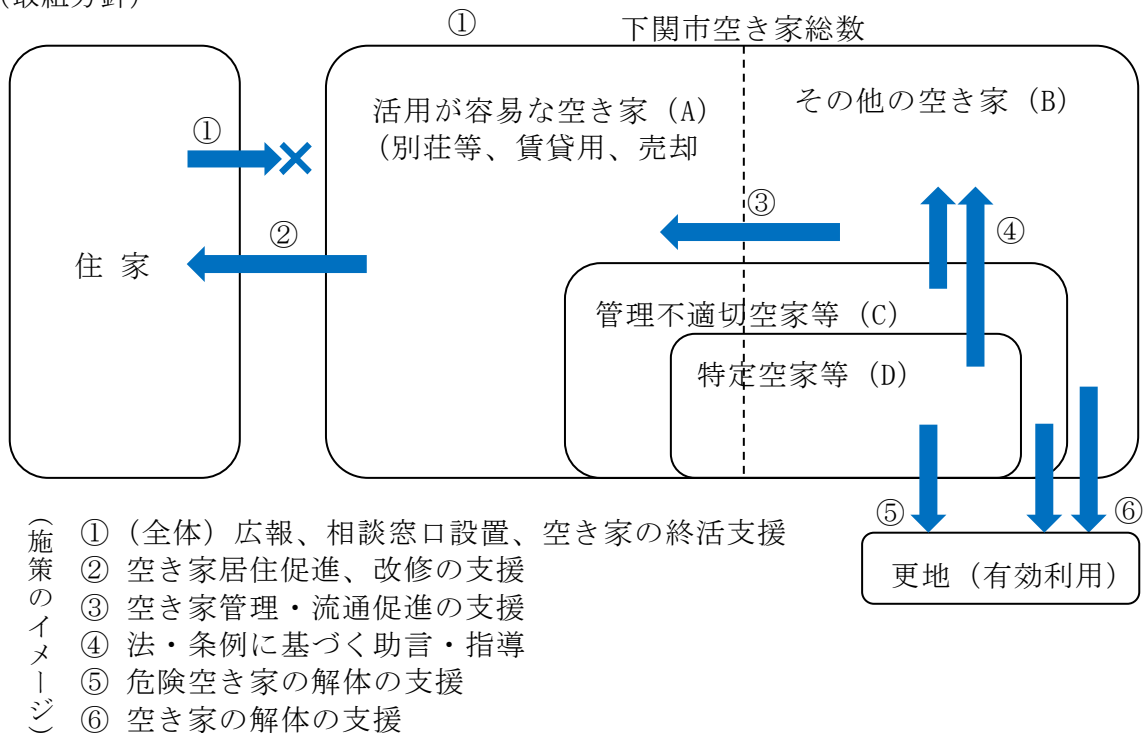 (取組方針)
① 下関市空き家総数
活用が容易な空き家（A）
（別荘等、賃貸用、売却
その他の空き家（B）
①
③
②
④
住 家
管理不適切空家等（C）
特定空家等（D）
⑤
⑥
更地（有効利用）
（施策のイメージ）
①（全体）広報、相談窓口設置、空き家の終活支援
② 空き家居住促進、改修の支援
③ 空き家管理・流通促進の支援
④ 法・条例に基づく助言・指導
⑤ 危険空き家の解体の支援
⑥ 空き家の解体の支援